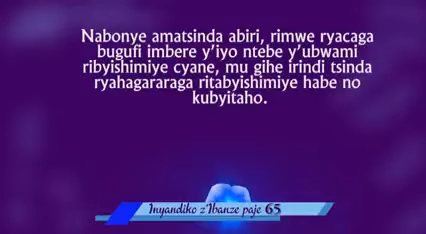 Nabonye amatsinda abiri, rimwe ryacaga
bugufi imbere y'iyo ntebe y'ubwami
ribyishimiye cyane, mu gihe irindi tsinda
ryahagararaga ritabyishimiye habe no
kubyitaho.
Inyandiko z'Ibanze paje 65